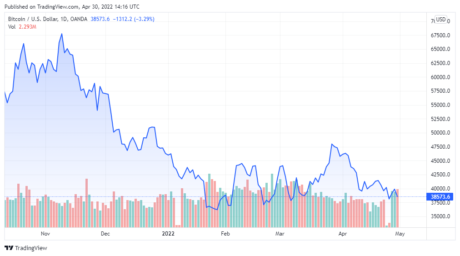 Published on TradingView.com, Apr 30, 2022 14:16 UTC
Bitcoin / U.S. Dollar, 1D, OANDA 38573.6 −1312.2 (−3.29%)
Vol 2.293M
USD
67500.0
65000.0
62500.0
60000.0
57500.0
55000.0
52500.0
50000.0
47500.0
45000.0
42500.0
40000.0
38573.6
37500.0
35000.0
Nov Dec 2022 Feb Mar Apr May
TradingView